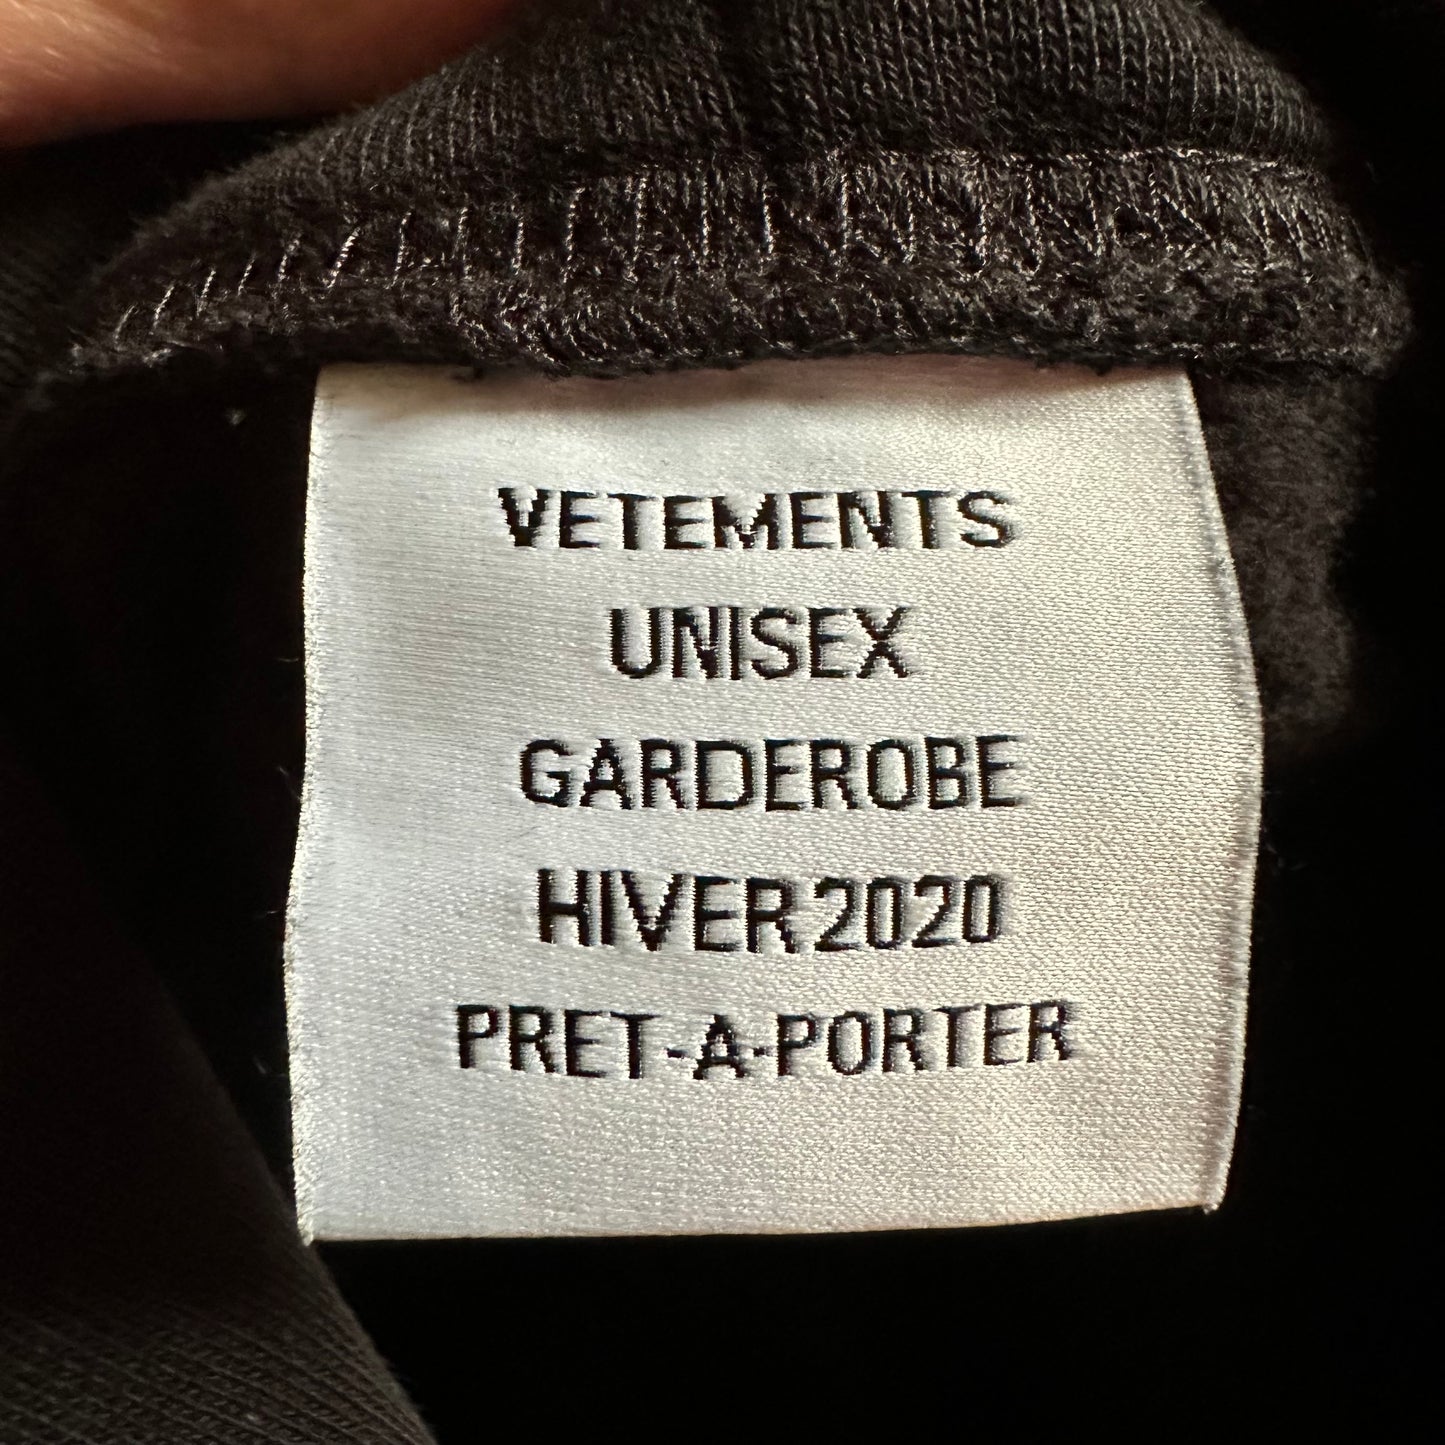 VETEMENTS
UNISEX
GARDEROBE
HIVER 2020
PRET-A-PORTER